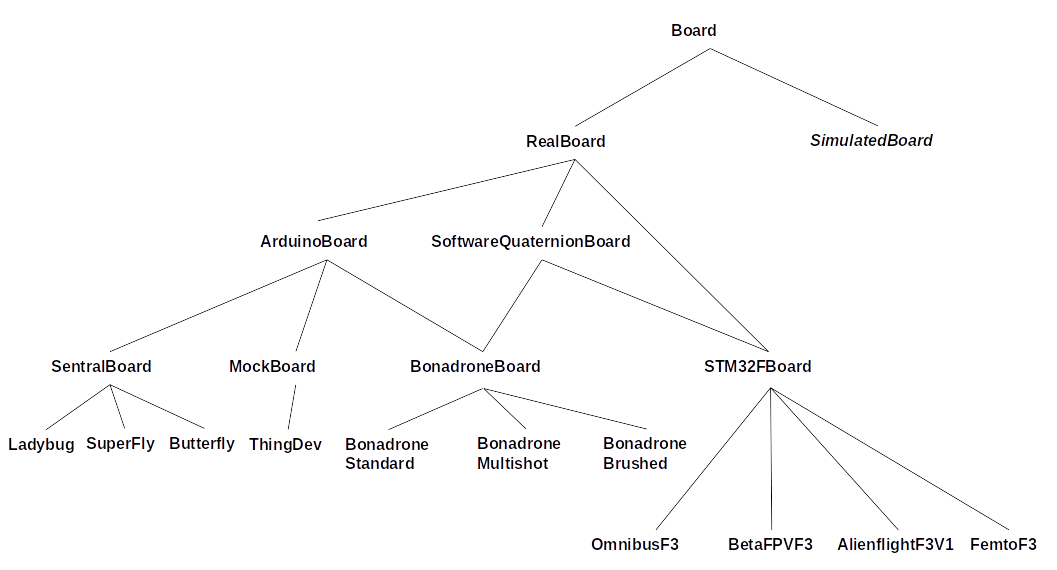 Board
RealBoard
SimulatedBoard
ArduinoBoard
SoftwareQuaternionBoard
SentralBoard
MockBoard
BonadroneBoard
STM32FBoard
Ladybug
SuperFly
Butterfly
ThingDev
Bonadrone
Standard
Bonadrone
Multishot
Bonadrone
Brushed
OmnibusF3
BetaFPVF3
AlienflightF3V1
FemtoF3